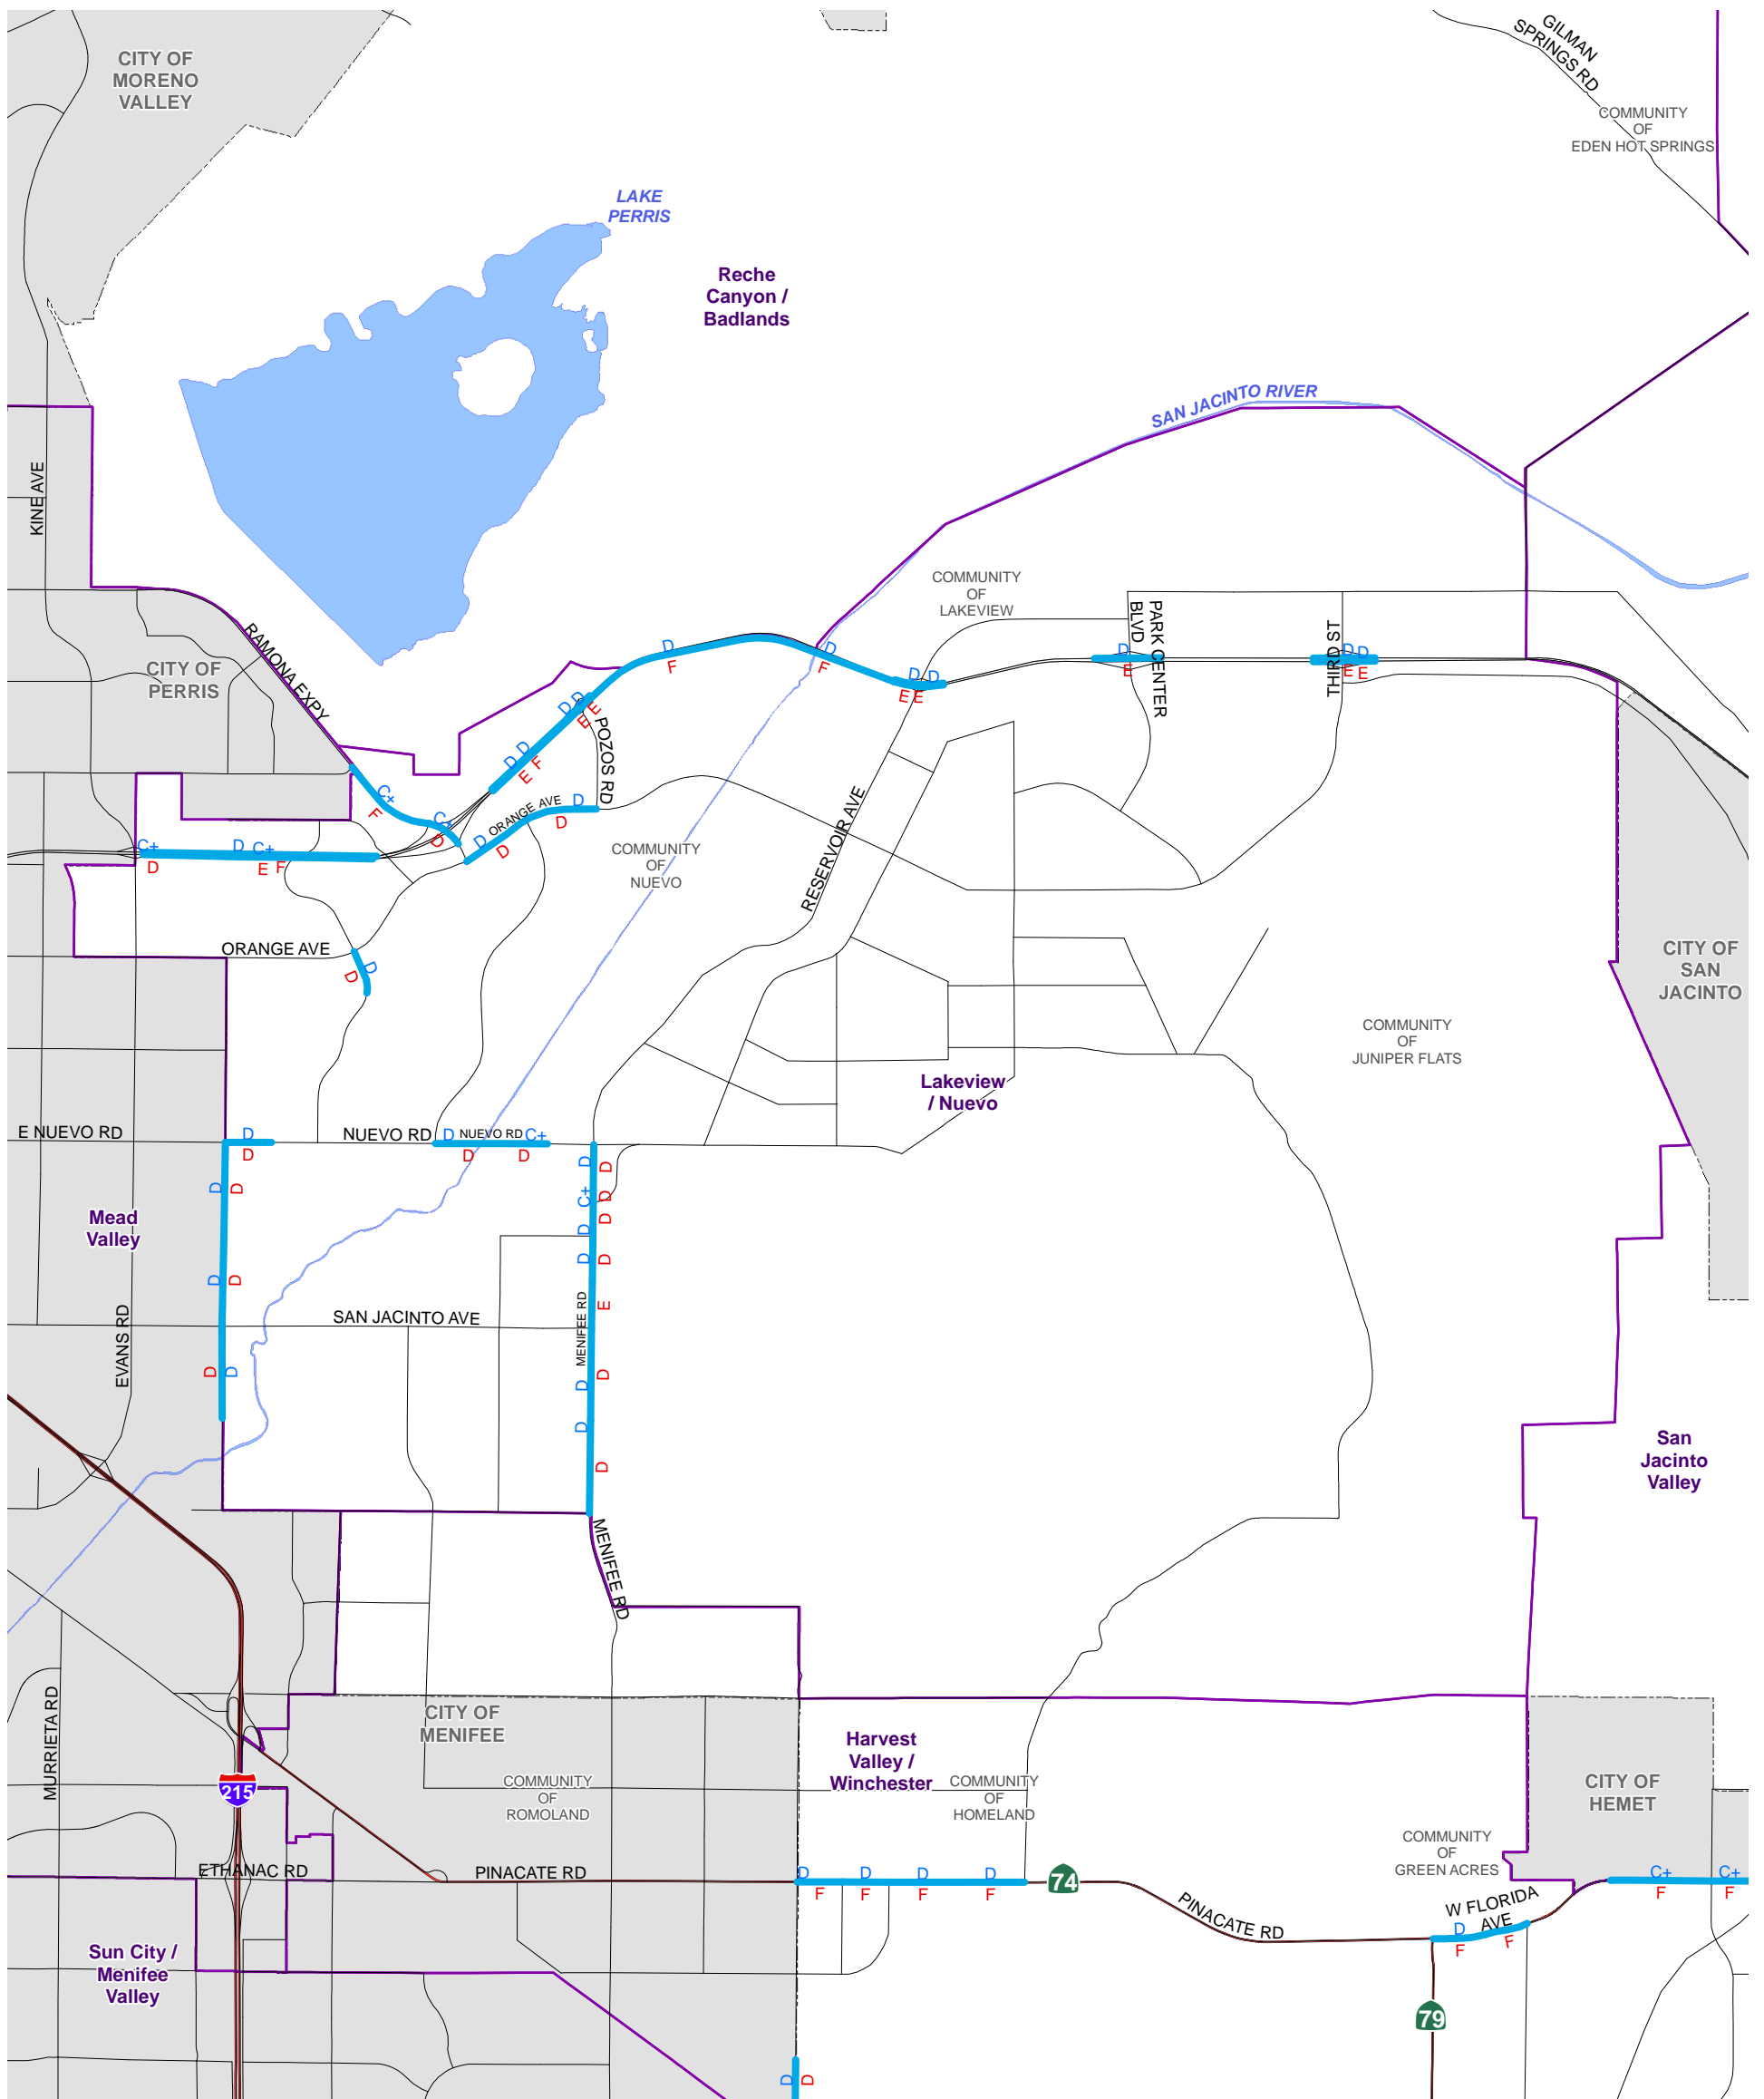 CITY OF
MORENO
VALLEY
GILMAN
SPRINGS RD
COMMUNITY
OF
EDEN HOT SPRINGS
LAKE
PERRIS
Reche
Canyon /
Badlands
SAN JACINTO RIVER
KINE AVE
COMMUNITY
OF
LAKEVIEW
PARK CENTER
BLVD
THIRD ST
RAMONA EXPY
CITY OF
PERRIS
D
F
D
F
D
D
E
E
D
E
D
D
E
E
D
D
E
E
D
D
E
F
POZOS RD
C+
F
C+
D
ORANGE AVE
D
D
D
D
C+
D
D
C+
E
F
COMMUNITY
OF
NUEVO
RESERVOIR AVE
ORANGE AVE
D
D
CITY OF
SAN
JACINTO
COMMUNITY
OF
JUNIPER FLATS
Lakeview
/ Nuevo
E NUEVO RD
D
D
NUEVO RD
D
NUEVO RD
C+
D
D
D
D
C+
D
D
D
D
D
D
D
D
D
Mead
Valley
D
D
E
MENIFEE RD
EVANS RD
SAN JACINTO AVE
D
D
D
D
D
D
San
Jacinto
Valley
MENIFEE RD
MURRIETA RD
CITY OF
MENIFEE
Harvest
Valley /
Winchester
COMMUNITY
OF
ROMOLAND
COMMUNITY
OF
HOMELAND
CITY OF
HEMET
215
COMMUNITY
OF
GREEN ACRES
ETHANAC RD
PINACATE RD
D
D
D
D
F
F
F
F
74
PINACATE RD
W FLORIDA
AVE
D
F
F
C+
C+
F
F
Sun City /
Menifee
Valley
79
D
D